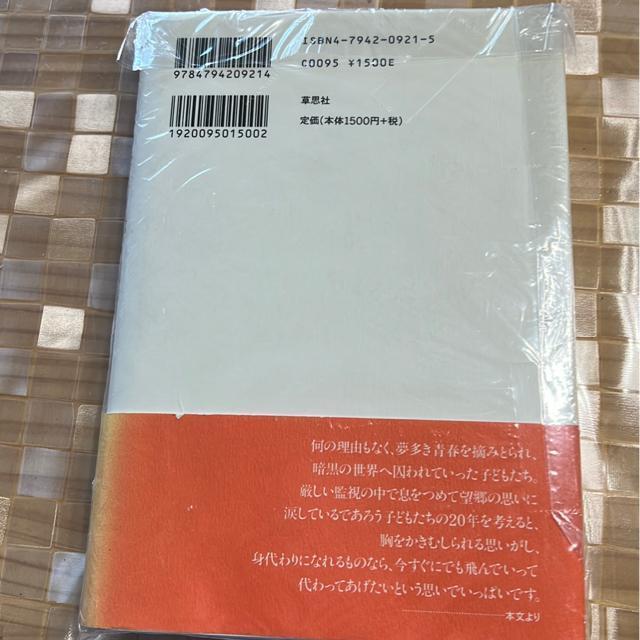 ISBN4-7942-0921-5
C0095 ¥1500E
9784794209214
草思社
定価(本体1500円+税)
1920095015002
何の理由もなく、夢多き青春を摘みとられ、
暗黒の世界へ囚われていった子どもたち。
厳しい監視の中で息をつめて望郷の思いに
涙しているであろう子どもたちの20年を考えると、
胸をかきむしられる思いがし、
身代わりになれるものなら、今すぐにでも飛んでいって
代わってあげたいという思いでいっぱいです。
——本文より